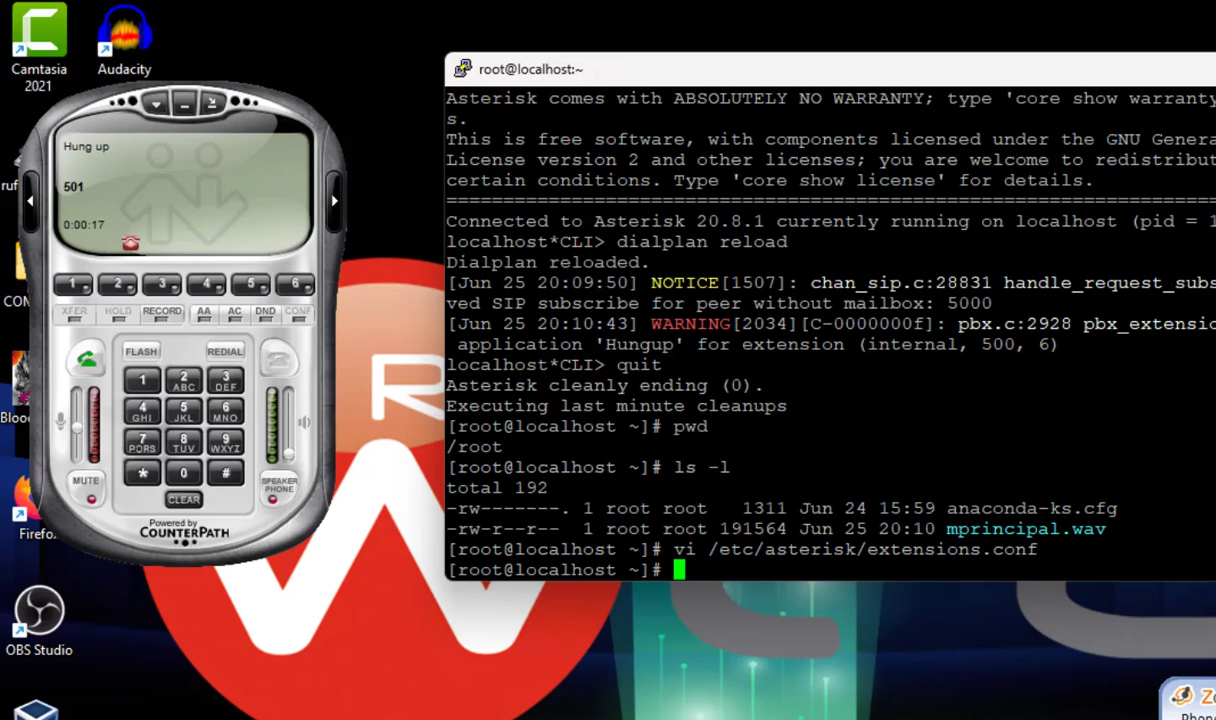 Camtasia
2021
Audacity
Hung up
501
0:00:17
1 2 3 4 5 6
XFER HOLD RECORD AA AC DND CONF
FLASH REDIAL
1 2 ABC 3 DEF
4 GHI 5 JKL 6 MNO
7 PQRS 8 TUV 9 WXYZ
* 0 #
MUTE
CLEAR
SPEAKER
PHONE
Powered by
COUNTERPATH
ruf
CON
Blood
Firefo
OBS Studio
R
W
root@localhost:~
Asterisk comes with ABSOLUTELY NO WARRANTY; type 'core show warranty
s.
This is free software, with components licensed under the GNU Genera
License version 2 and other licenses; you are welcome to redistribut
certain conditions. Type 'core show license' for details.
=====================================================================
Connected to Asterisk 20.8.1 currently running on localhost (pid = 1
localhost*CLI> dialplan reload
Dialplan reloaded.
[Jun 25 20:09:50] NOTICE[1507]: chan_sip.c:28831 handle_request_subs
ved SIP subscribe for peer without mailbox: 5000
[Jun 25 20:10:43] WARNING[2034][C-0000000f]: pbx.c:2928 pbx_extensio
 application 'Hungup' for extension (internal, 500, 6)
localhost*CLI> quit
Asterisk cleanly ending (0).
Executing last minute cleanups
[root@localhost ~]# pwd
/root
[root@localhost ~]# ls -l
total 192
-rw-------. 1 root root   1311 Jun 24 15:59 anaconda-ks.cfg
-rw-r--r-- 1 root root 191564 Jun 25 20:10 mprincipal.wav
[root@localhost ~]# vi /etc/asterisk/extensions.conf
[root@localhost ~]#
Zo
Phone